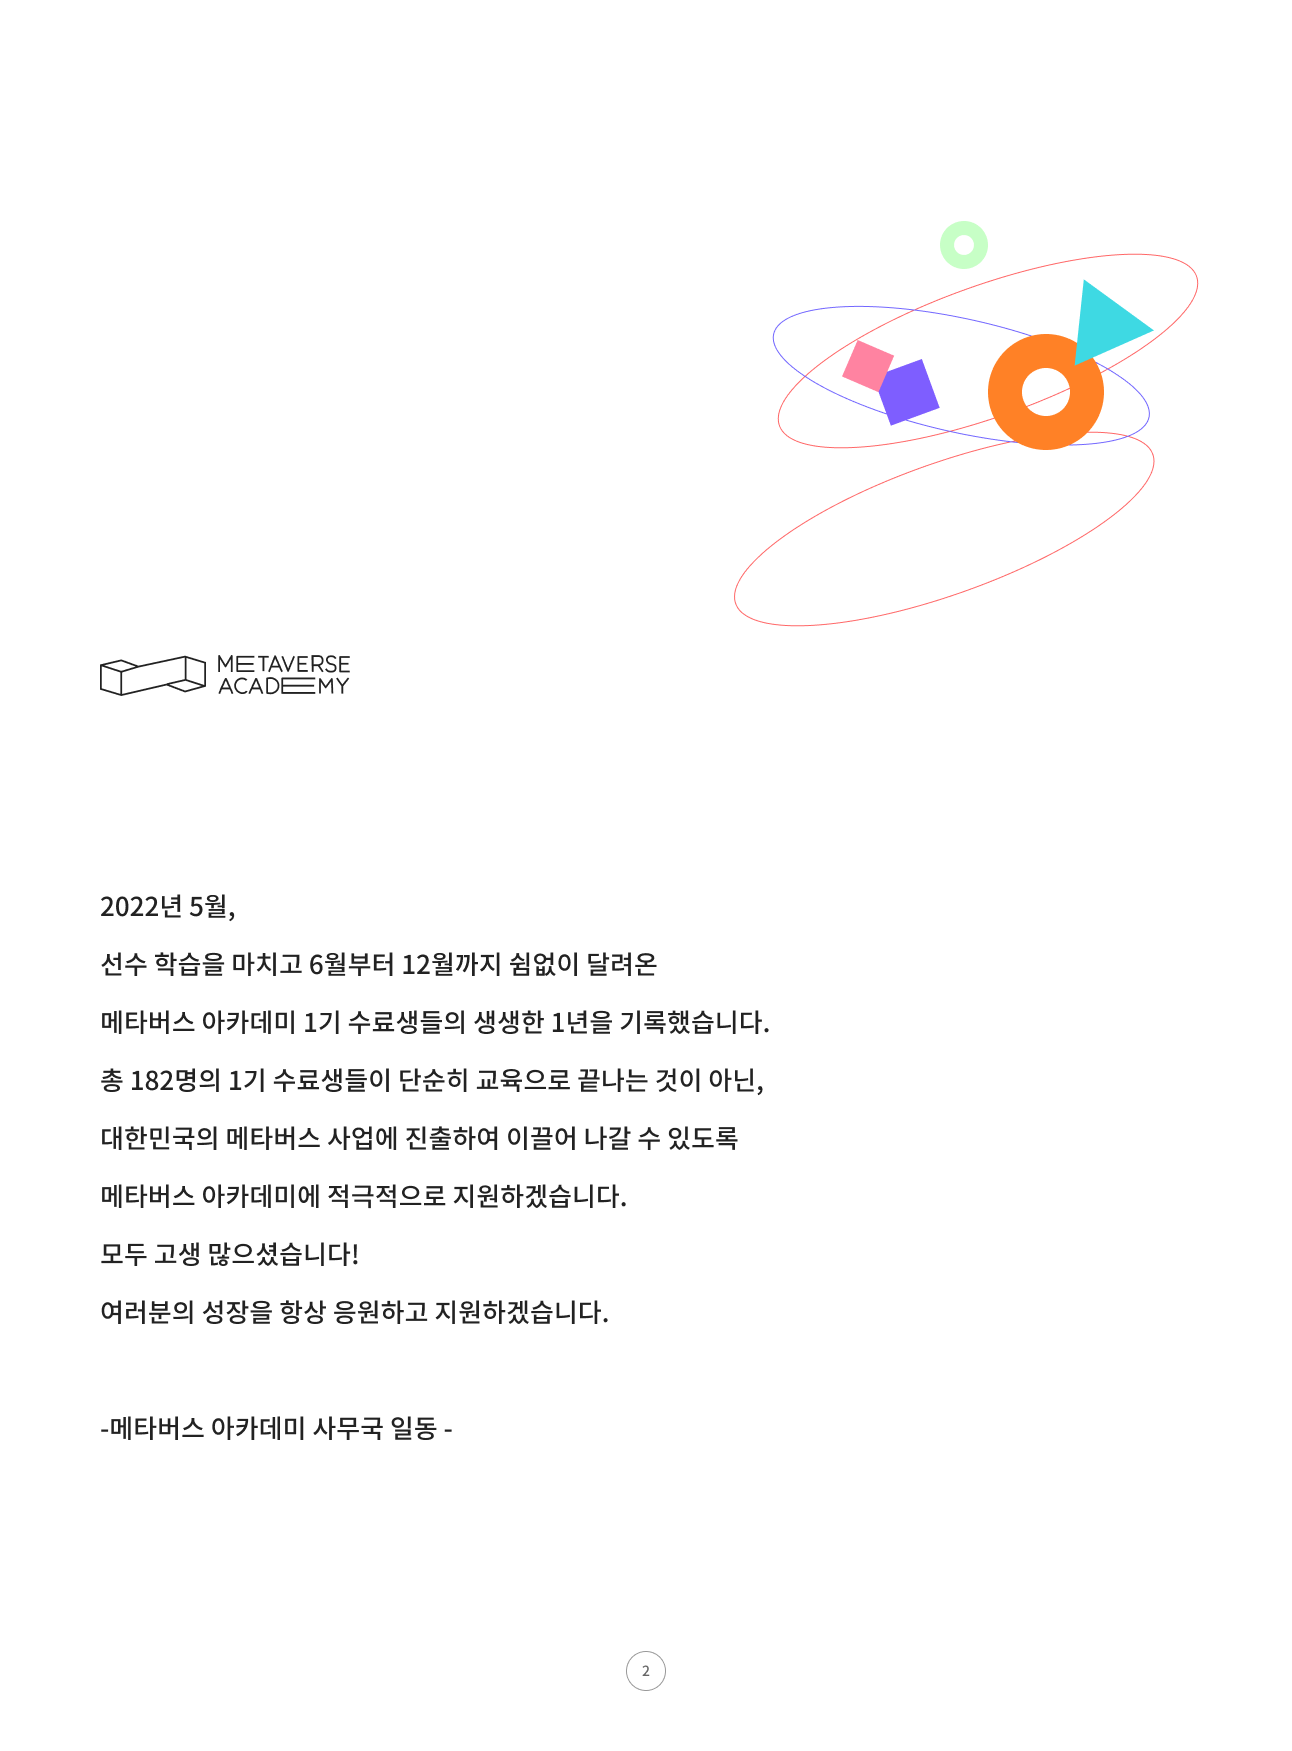 METAVERSE
ACADEMY
2022년 5월,
선수 학습을 마치고 6월부터 12월까지 쉼없이 달려온
메타버스 아카데미 1기 수료생들의 생생한 1년을 기록했습니다.
총 182명의 1기 수료생들이 단순히 교육으로 끝나는 것이 아닌,
대한민국의 메타버스 사업에 진출하여 이끌어 나갈 수 있도록
메타버스 아카데미에 적극적으로 지원하겠습니다.
모두 고생 많으셨습니다!
여러분의 성장을 항상 응원하고 지원하겠습니다.
-메타버스 아카데미 사무국 일동 -
2